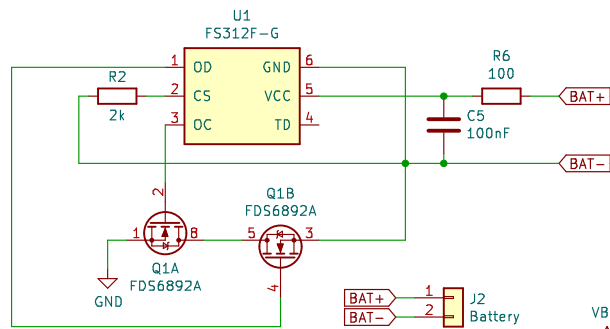 U1
FS312F-G
1 OD GND 6
R2
2k
2 CS VCC 5
3 OC TD 4
R6
100
BAT+
C5
100nF
BAT-
2
Q1B
FDS6892A
1 8
5 3
Q1A
FDS6892A
4
GND
BAT+ 1 J2
BAT- 2 Battery
VB